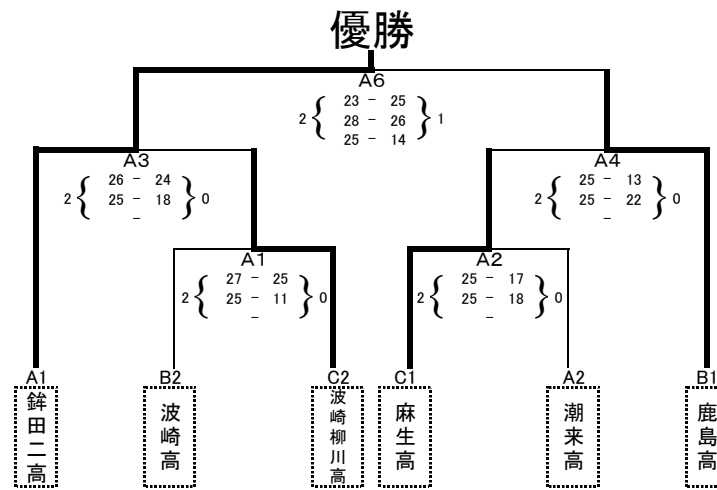 優勝
A6
23 - 25
2 { 28 - 26 } 1
25 - 14
A3
26 - 24
2 { 25 - 18 } 0
-
A4
25 - 13
2 { 25 - 22 } 0
-
A1
27 - 25
2 { 25 - 11 } 0
-
A2
25 - 17
2 { 25 - 18 } 0
-
A1 B2 C2 C1 A2 B1
鉾田二高
波崎高
波崎柳川高
麻生高
潮来高
鹿島高